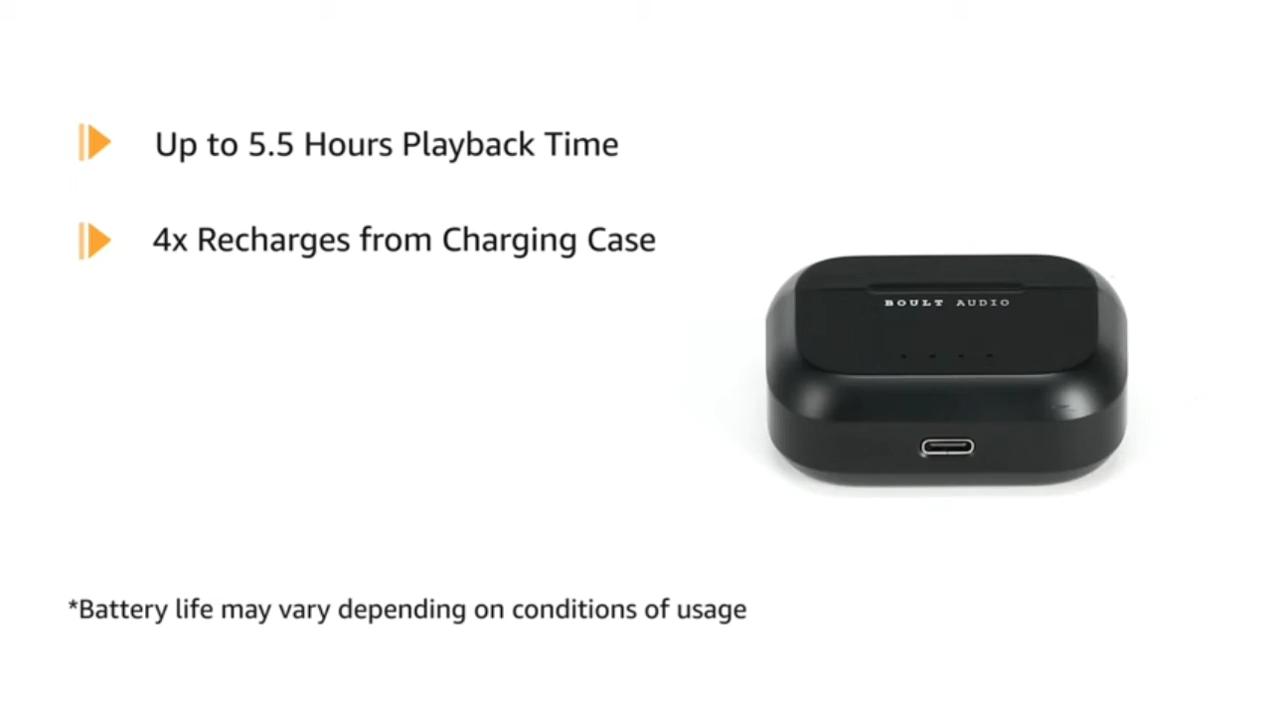 Up to 5.5 Hours Playback Time
4x Recharges from Charging Case
BOULT AUDIO
*Battery life may vary depending on conditions of usage